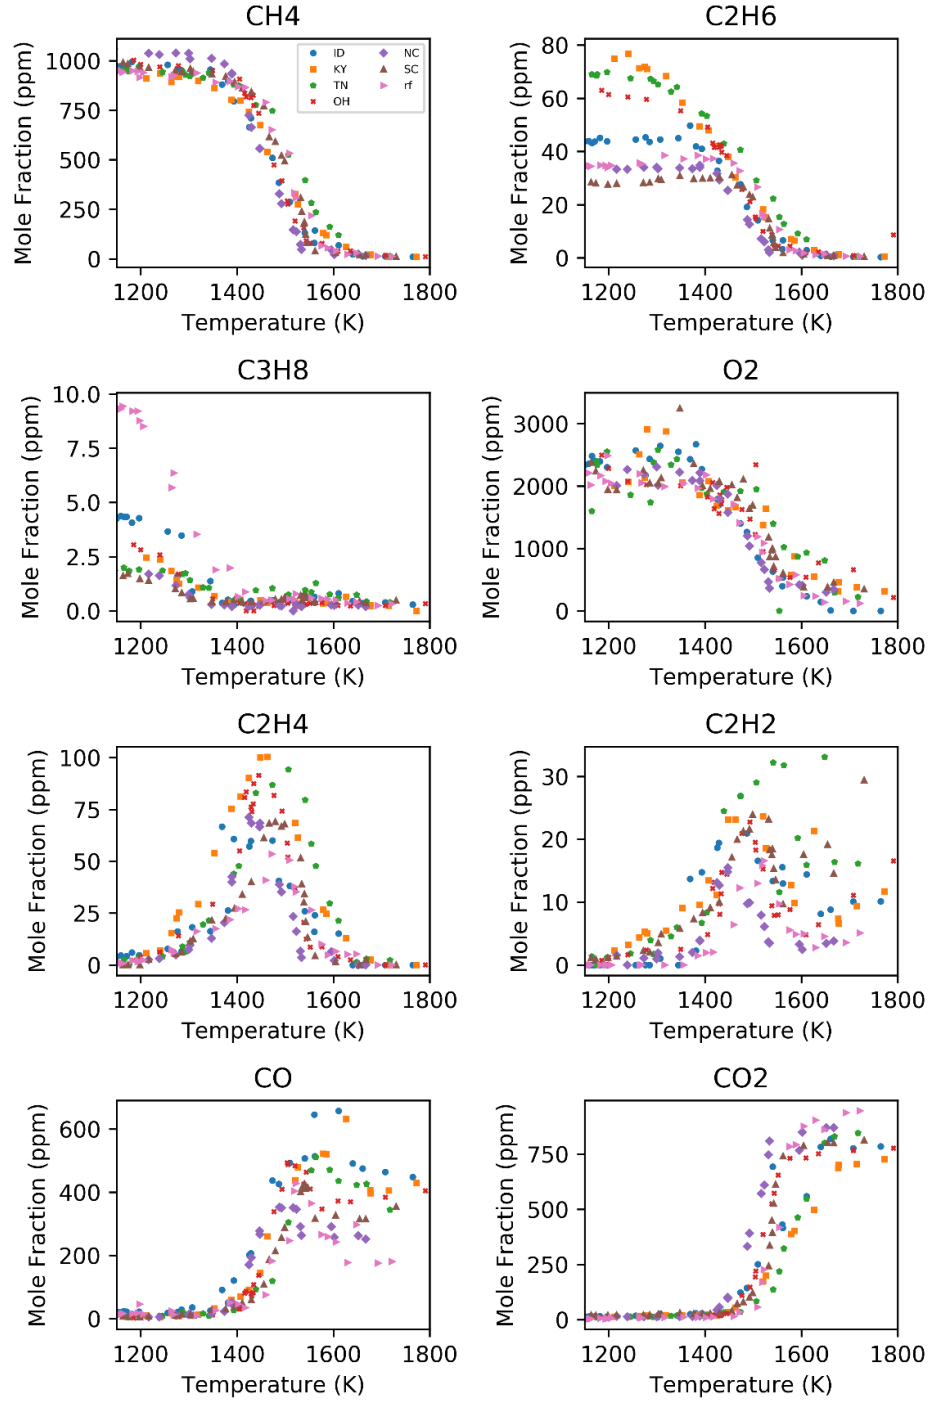 CH4
Mole Fraction (ppm)
1000
750
500
250
0
ID
KY
TN
OH
NC
SC
rf
1200 1400 1600 1800
Temperature (K)
C2H6
Mole Fraction (ppm)
80
60
40
20
0
1200 1400 1600 1800
Temperature (K)
C3H8
Mole Fraction (ppm)
10.0
7.5
5.0
2.5
0.0
1200 1400 1600 1800
Temperature (K)
O2
Mole Fraction (ppm)
3000
2000
1000
0
1200 1400 1600 1800
Temperature (K)
C2H4
Mole Fraction (ppm)
100
75
50
25
0
1200 1400 1600 1800
Temperature (K)
C2H2
Mole Fraction (ppm)
30
20
10
0
1200 1400 1600 1800
Temperature (K)
CO
Mole Fraction (ppm)
600
400
200
0
1200 1400 1600 1800
Temperature (K)
CO2
Mole Fraction (ppm)
750
500
250
0
1200 1400 1600 1800
Temperature (K)